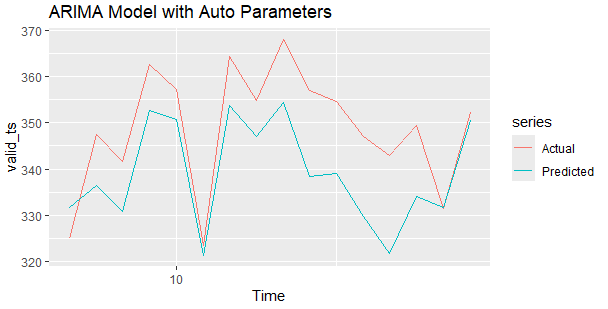 ARIMA Model with Auto Parameters
370
360
350
340
330
320
valid_ts
10
Time
series
Actual
Predicted